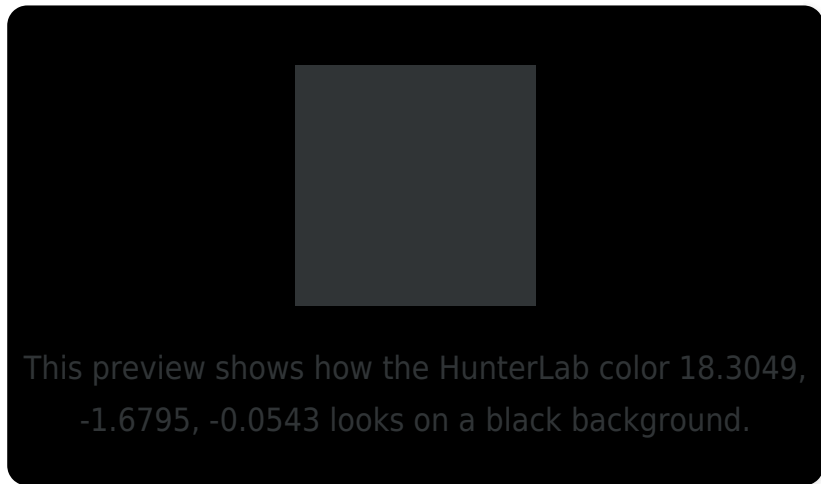 This preview shows how the HunterLab color 18.3049,
-1.6795, -0.0543 looks on a black background.